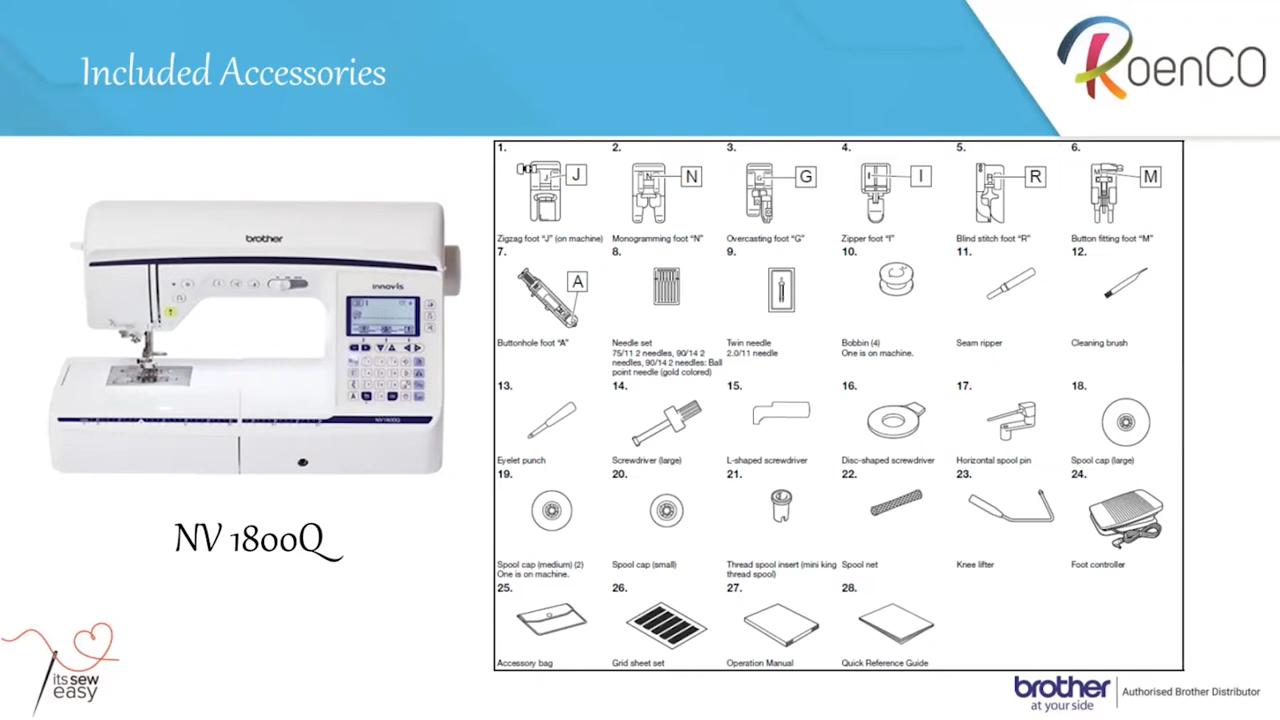 Included Accessories
RoenCO
brother
innovis
NV1800Q
NV 1800Q
its sew
easy
1.
2.
3.
4.
5.
6.
J
N
G
I
R
M
Zigzag foot “J” (on machine)
Monogramming foot “N”
Overcasting foot “G”
Zipper foot “I”
Blind stitch foot “R”
Button fitting foot “M”
7.
8.
9.
10.
11.
12.
A
Buttonhole foot “A”
Needle set
75/11 2 needles, 90/14 2
needles, 90/14 2 needles: Ball
point needle (gold colored)
Twin needle
2.0/11 needle
Bobbin (4)
One is on machine.
Seam ripper
Cleaning brush
13.
14.
15.
16.
17.
18.
Eyelet punch
Screwdriver (large)
L-shaped screwdriver
Disc-shaped screwdriver
Horizontal spool pin
Spool cap (large)
19.
20.
21.
22.
23.
24.
Spool cap (medium) (2)
One is on machine.
Spool cap (small)
Thread spool insert (mini king
thread spool)
Spool net
Knee lifter
Foot controller
25.
26.
27.
28.
Accessory bag
Grid sheet set
Operation Manual
Quick Reference Guide
brother
at your side
Authorised Brother Distributor